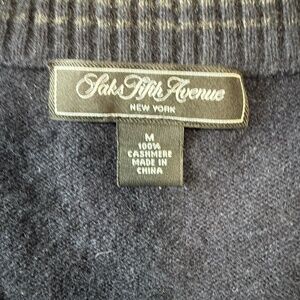 Saks Fifth Avenue
NEW YORK
M
100%
CASHMERE
MADE IN
CHINA